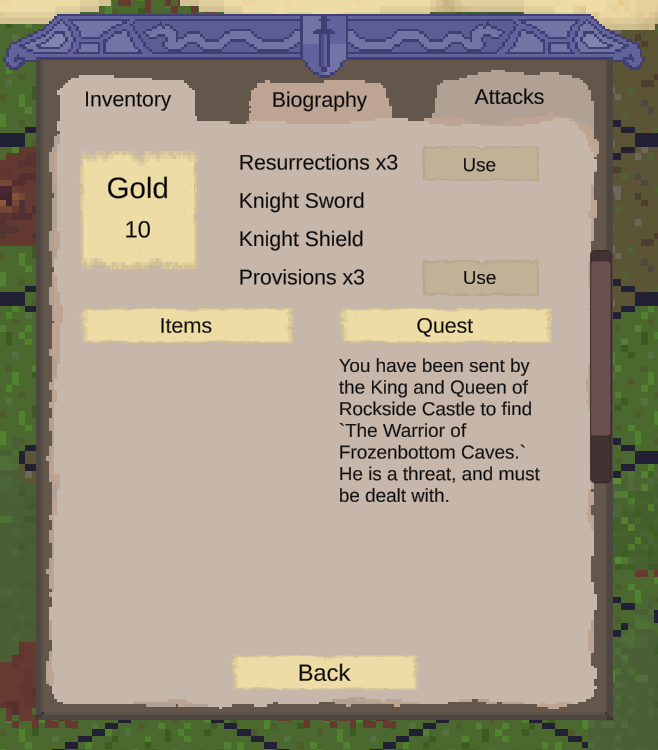 Inventory
Biography
Attacks
Gold
10
Resurrections x3
Use
Knight Sword
Knight Shield
Provisions x3
Use
Items
Quest
You have been sent by
the King and Queen of
Rockside Castle to find
`The Warrior of
Frozenbottom Caves.`
He is a threat, and must
be dealt with.
Back